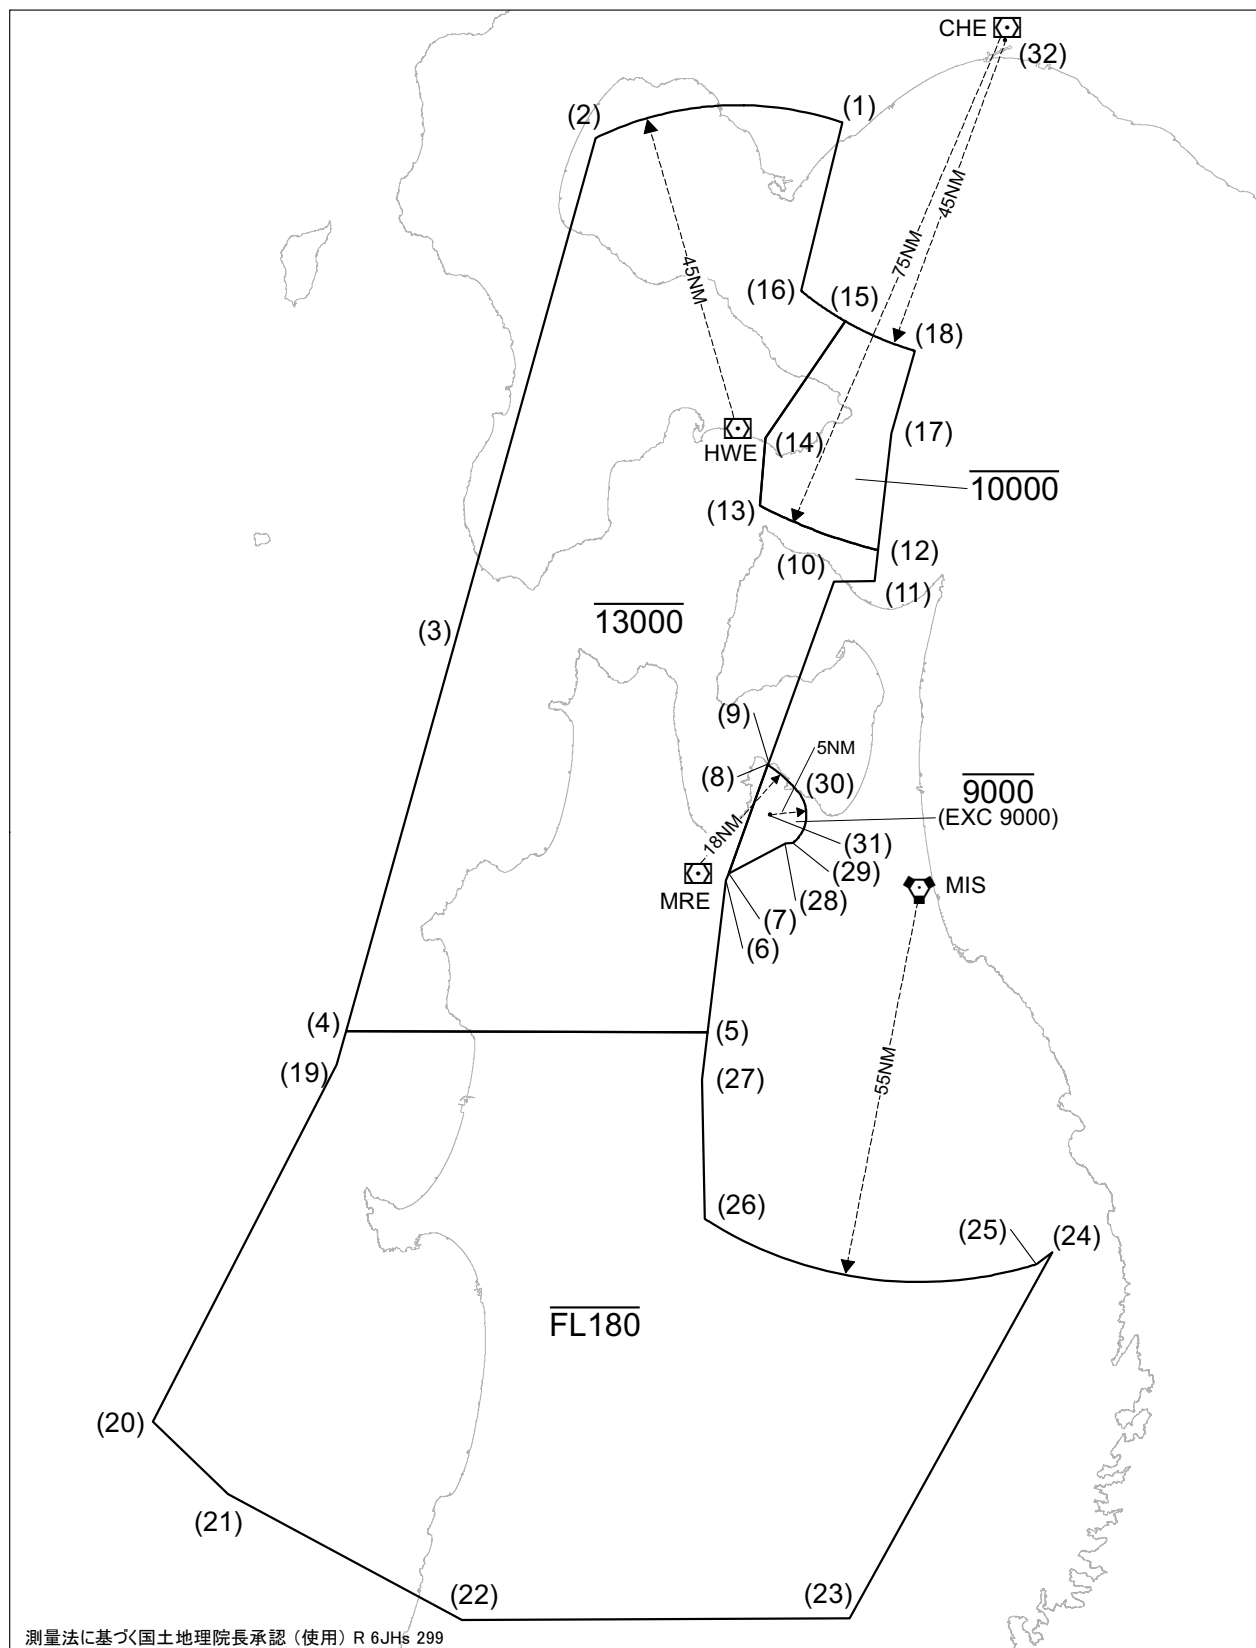 CHE
(32)
(2)
(1)
45NM
75NM
45NM
(16)
(15)
(18)
HWE
(14)
(17)
10000
(13)
(12)
(10)
(11)
13000
(3)
(9)
5NM
(8)
(30)
9000
(EXC 9000)
18NM
(31)
(29)
MRE
(28)
MIS
(7)
(6)
(4)
(5)
(19)
(27)
55NM
(26)
(25)
(24)
FL180
(20)
(21)
(22)
(23)
測量法に基づく国土地理院長承認（使用）R 6JHs 299